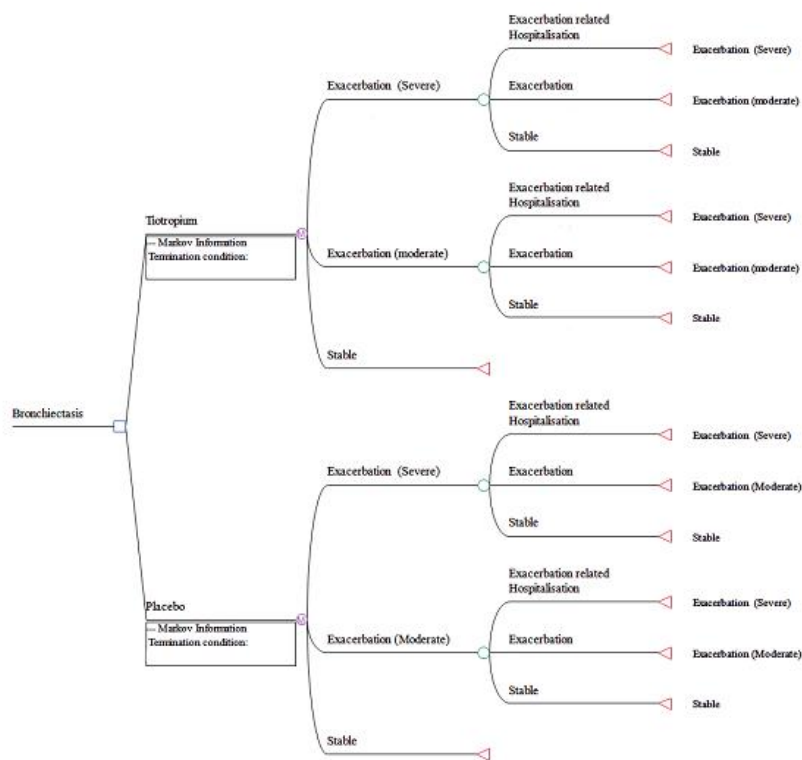 Exacerbation related
Hospitalisation
Exacerbation (Severe)
Exacerbation (Severe)
Exacerbation
Exacerbation (moderate)
Stable
Stable
Exacerbation related
Hospitalisation
Exacerbation (Severe)
Tiotropium
M
--- Markov Information
Termination condition:
Exacerbation (moderate)
Exacerbation
Exacerbation (moderate)
Stable
Stable
Stable
Bronchiectasis
Exacerbation related
Hospitalisation
Exacerbation (Severe)
Exacerbation (Severe)
Exacerbation
Exacerbation (Moderate)
Stable
Stable
Exacerbation related
Hospitalisation
Exacerbation (Severe)
Placebo
M
--- Markov Information
Termination condition:
Exacerbation (Moderate)
Exacerbation
Exacerbation (Moderate)
Stable
Stable
Stable